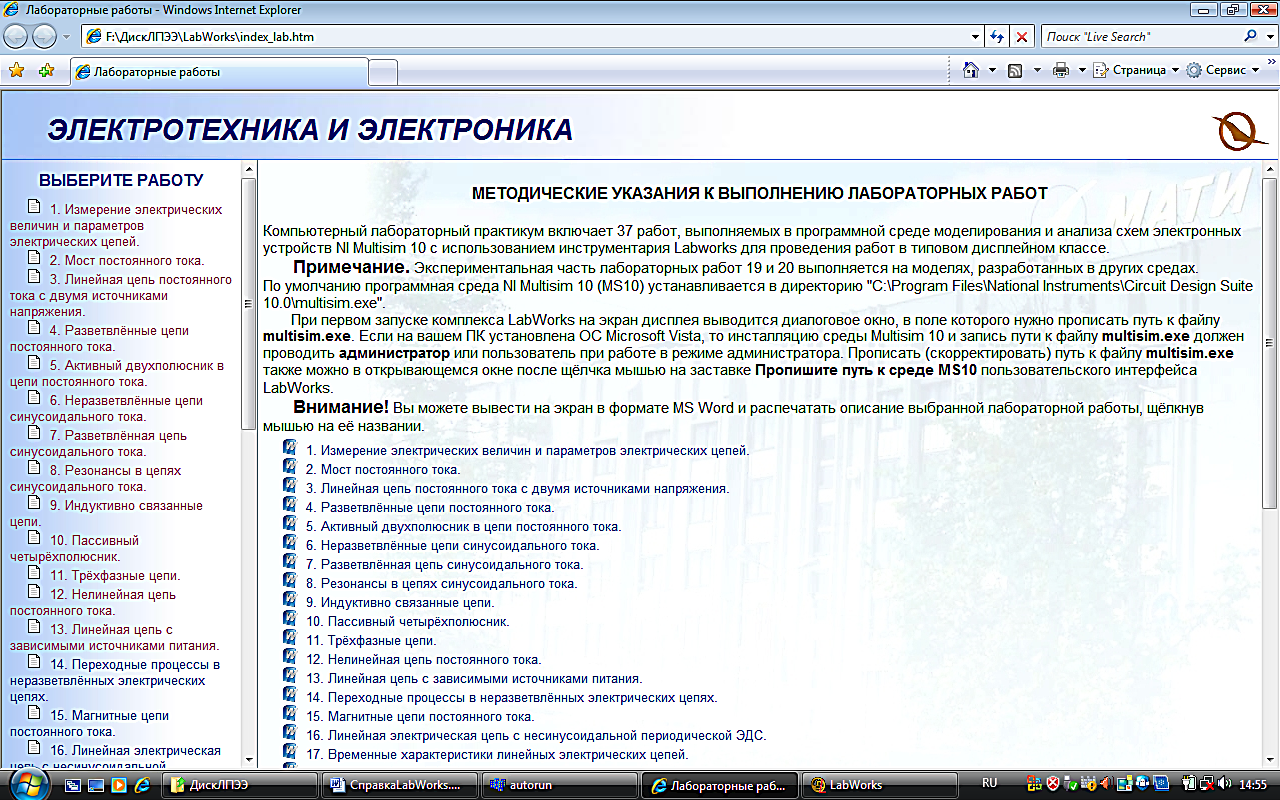 Лабораторные работы - Windows Internet Explorer
F:\ДискЛПЭЭ\LabWorks\index_lab.htm
Поиск "Live Search"
Лабораторные работы
Страница
Сервис
ЭЛЕКТРОТЕХНИКА И ЭЛЕКТРОНИКА
ВЫБЕРИТЕ РАБОТУ
1. Измерение электрических
величин и параметров
электрических цепей.
2. Мост постоянного тока.
3. Линейная цепь постоянного
тока с двумя источниками
напряжения.
4. Разветвлённые цепи
постоянного тока.
5. Активный двухполюсник в
цепи постоянного тока.
6. Неразветвлённые цепи
синусоидального тока.
7. Разветвлённая цепь
синусоидального тока.
8. Резонансы в цепях
синусоидального тока.
9. Индуктивно связанные
цепи.
10. Пассивный
четырёхполюсник.
11. Трёхфазные цепи.
12. Нелинейная цепь
постоянного тока.
13. Линейная цепь с
зависимыми источниками питания.
14. Переходные процессы в
неразветвлённых электрических
цепях.
15. Магнитные цепи
постоянного тока.
16. Линейная электрическая
цепь с несинусоидальной
МАТИ
МЕТОДИЧЕСКИЕ УКАЗАНИЯ К ВЫПОЛНЕНИЮ ЛАБОРАТОРНЫХ РАБОТ
Компьютерный лабораторный практикум включает 37 работ, выполняемых в программной среде моделирования и анализа схем электронных
устройств NI Multisim 10 с использованием инструментария Labworks для проведения работ в типовом дисплейном классе.
Примечание. Экспериментальная часть лабораторных работ 19 и 20 выполняется на моделях, разработанных в других средах.
По умолчанию программная среда NI Multisim 10 (MS10) устанавливается в директорию "C:\Program Files\National Instruments\Circuit Design Suite
10.0\multisim.exe".
При первом запуске комплекса LabWorks на экран дисплея выводится диалоговое окно, в поле которого нужно прописать путь к файлу
multisim.exe. Если на вашем ПК установлена ОС Microsoft Vista, то инсталляцию среды Multisim 10 и запись пути к файлу multisim.exe должен
проводить администратор или пользователь при работе в режиме администратора. Прописать (скорректировать) путь к файлу multisim.exe
также можно в открывающемся окне после щёлчка мышью на заставке Пропишите путь к среде MS10 пользовательского интерфейса
LabWorks.
Внимание! Вы можете вывести на экран в формате MS Word и распечатать описание выбранной лабораторной работы, щёлкнув
мышью на её названии.
1. Измерение электрических величин и параметров электрических цепей.
2. Мост постоянного тока.
3. Линейная цепь постоянного тока с двумя источниками напряжения.
4. Разветвлённые цепи постоянного тока.
5. Активный двухполюсник в цепи постоянного тока.
6. Неразветвлённые цепи синусоидального тока.
7. Разветвлённая цепь синусоидального тока.
8. Резонансы в цепях синусоидального тока.
9. Индуктивно связанные цепи.
10. Пассивный четырёхполюсник.
11. Трёхфазные цепи.
12. Нелинейная цепь постоянного тока.
13. Линейная цепь с зависимыми источниками питания.
14. Переходные процессы в неразветвлённых электрических цепях.
15. Магнитные цепи постоянного тока.
16. Линейная электрическая цепь с несинусоидальной периодической ЭДС.
17. Временные характеристики линейных электрических цепей.
ДискЛПЭЭ
СправкаLabWorks....
autorun
Лабораторные раб...
LabWorks
RU
14:55